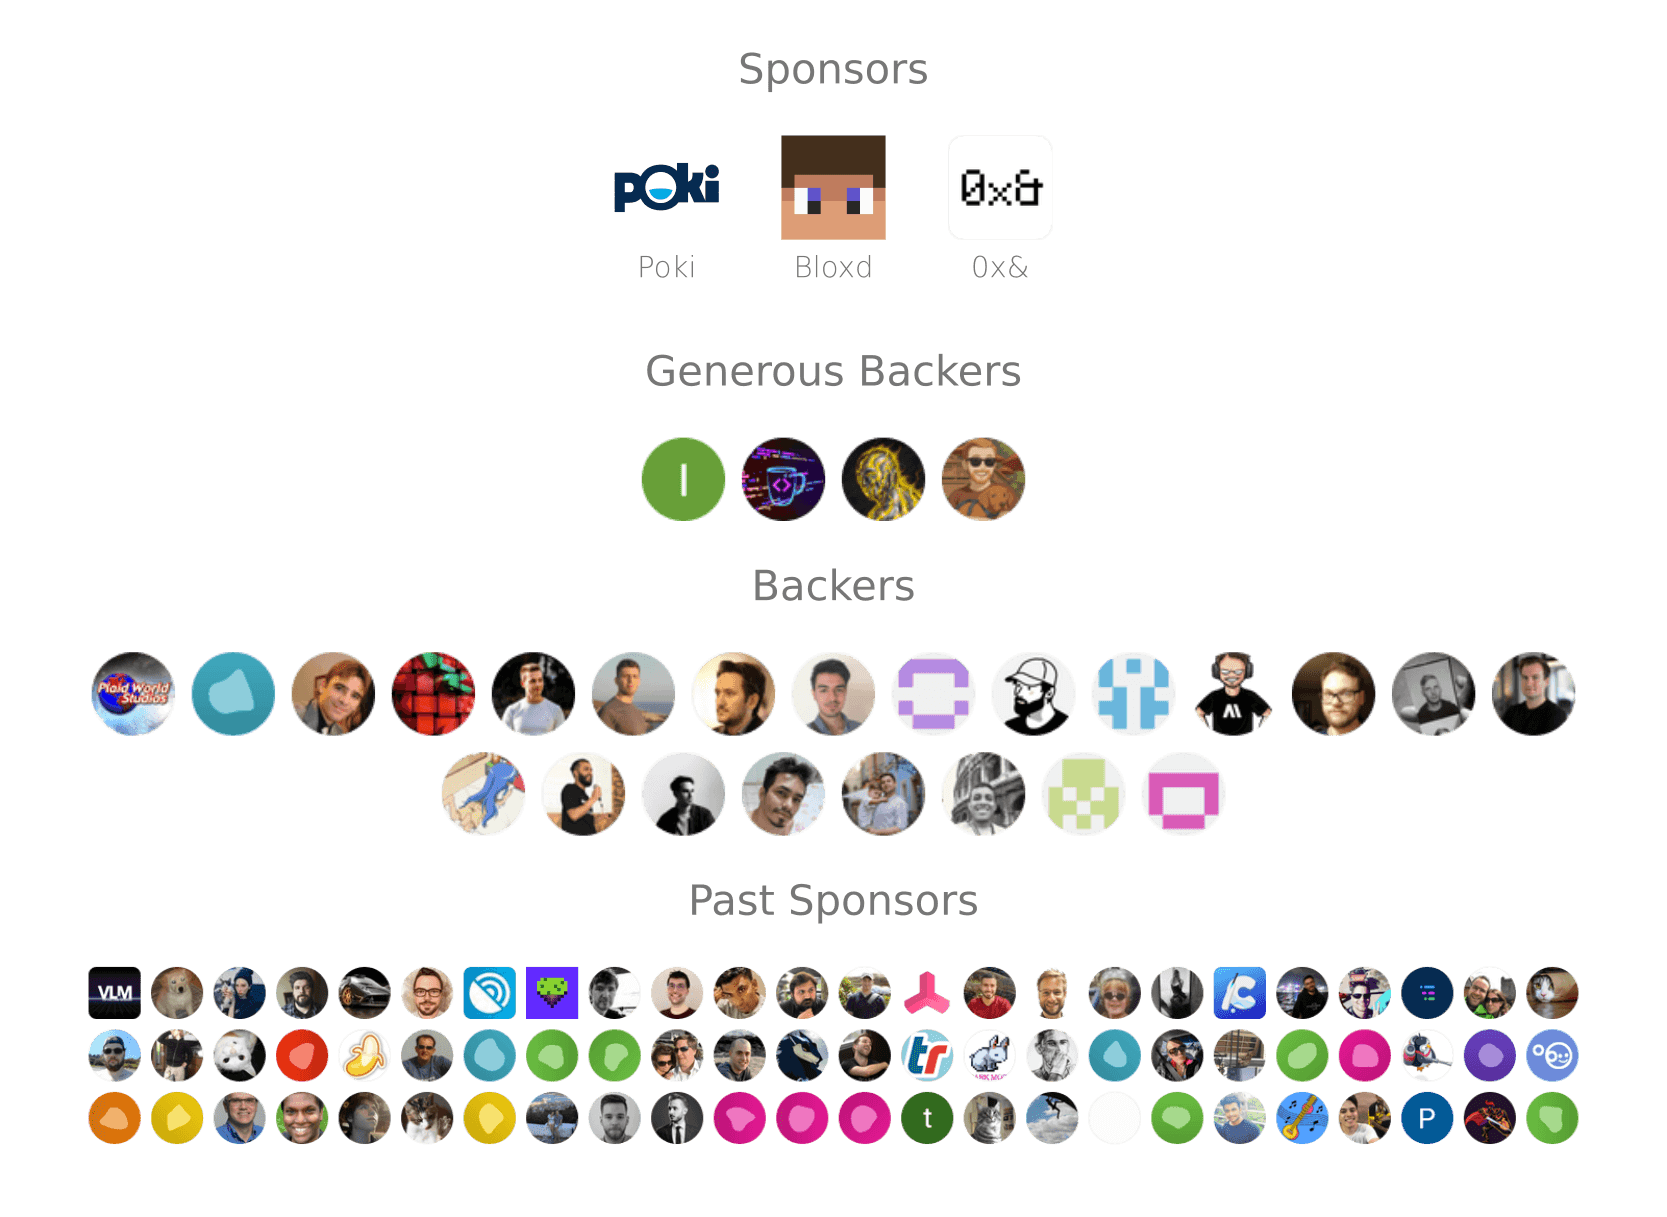 Sponsors
poki
0x&
Poki
Bloxd
0x&
Generous Backers
I
Backers
Plaid World
Studios
Past Sponsors
VLM
tr
t
P